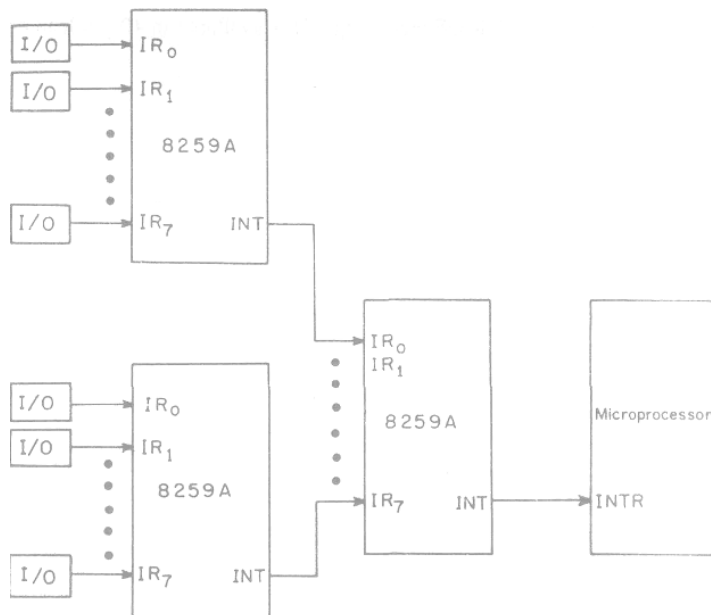 I/O
IR0
I/O
IR1
8259A
I/O
IR7
INT
IR0
IR1
8259A
IR7
INT
Microprocessor
INTR
I/O
IR0
I/O
IR1
8259A
I/O
IR7
INT